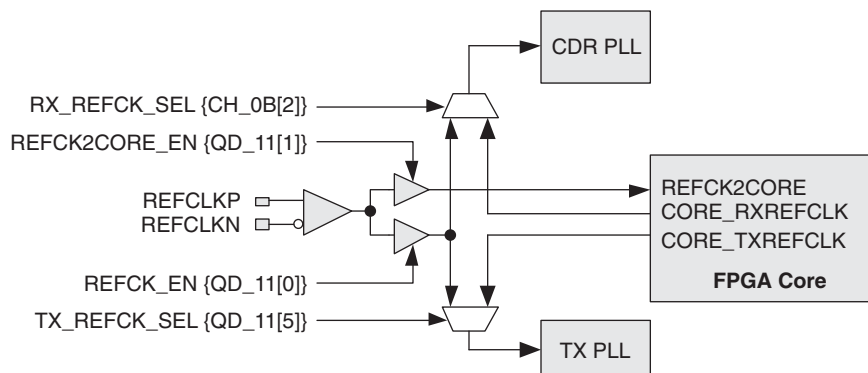 CDR PLL
RX_REFCK_SEL {CH_0B[2]}
REFCK2CORE_EN {QD_11[1]}
REFCLKP
REFCLKN
REFCK2CORE
CORE_RXREFCLK
CORE_TXREFCLK
FPGA Core
REFCK_EN {QD_11[0]}
TX_REFCK_SEL {QD_11[5]}
TX PLL